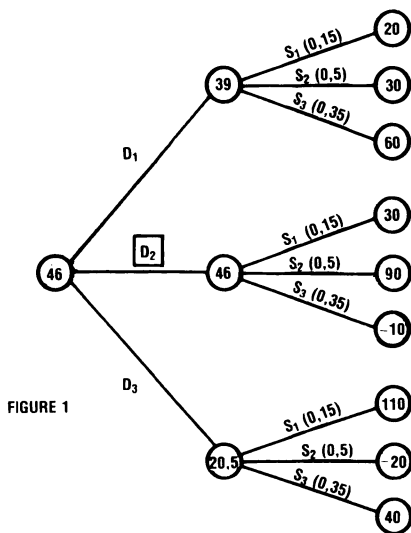 20
S₁ (0,15)
39
S₂ (0,5)
30
S₃ (0,35)
60
D₁
30
S₁ (0,15)
46
D₂
46
S₂ (0,5)
90
S₃ (0,35)
-10
D₃
FIGURE 1
110
S₁ (0,15)
20,5
S₂ (0,5)
-20
S₃ (0,35)
40